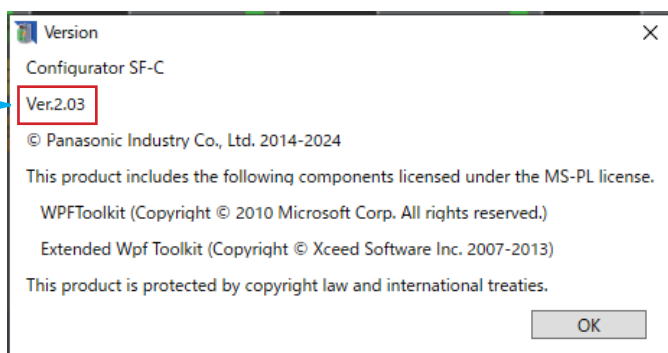 Version
Configurator SF-C
Ver.2.03
© Panasonic Industry Co., Ltd. 2014-2024
This product includes the following components licensed under the MS-PL license.
WPFToolkit (Copyright © 2010 Microsoft Corp. All rights reserved.)
Extended Wpf Toolkit (Copyright © Xceed Software Inc. 2007-2013)
This product is protected by copyright law and international treaties.
OK